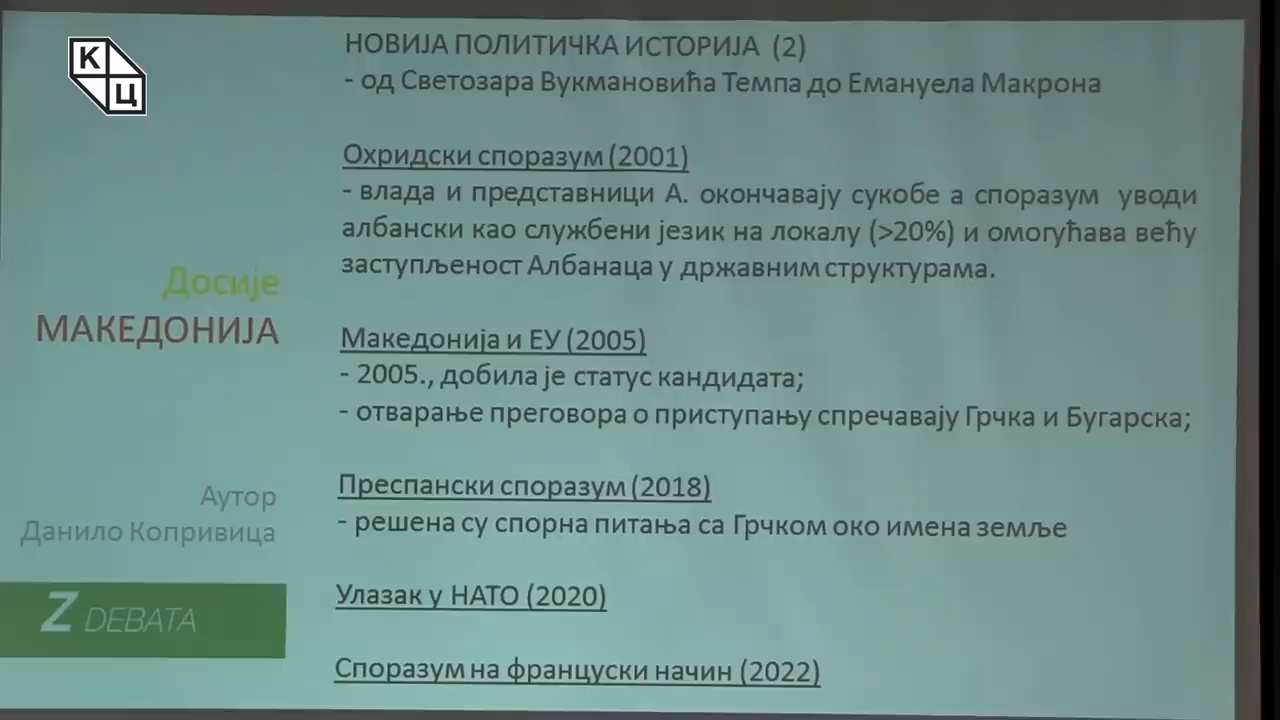 К
Ц
НОВИЈА ПОЛИТИЧКА ИСТОРИЈА (2)
- од Светозара Вукмановића Темпа до Емануела Макрона
Охридски споразум (2001)
- влада и представници А. окончавају сукобе а споразум уводи
албански као службени језик на локалу (>20%) и омогућава већу
заступљеност Албанаца у државним структурама.
Досије
МАКЕДОНИЈА
Македонија и ЕУ (2005)
- 2005., добила је статус кандидата;
- отварање преговора о приступању спречавају Грчка и Бугарска;
Преспански споразум (2018)
- решена су спорна питања са Грчком око имена земље
Аутор
Данило Копривица
Улазак у НАТО (2020)
Z DEBATA
Споразум на француски начин (2022)